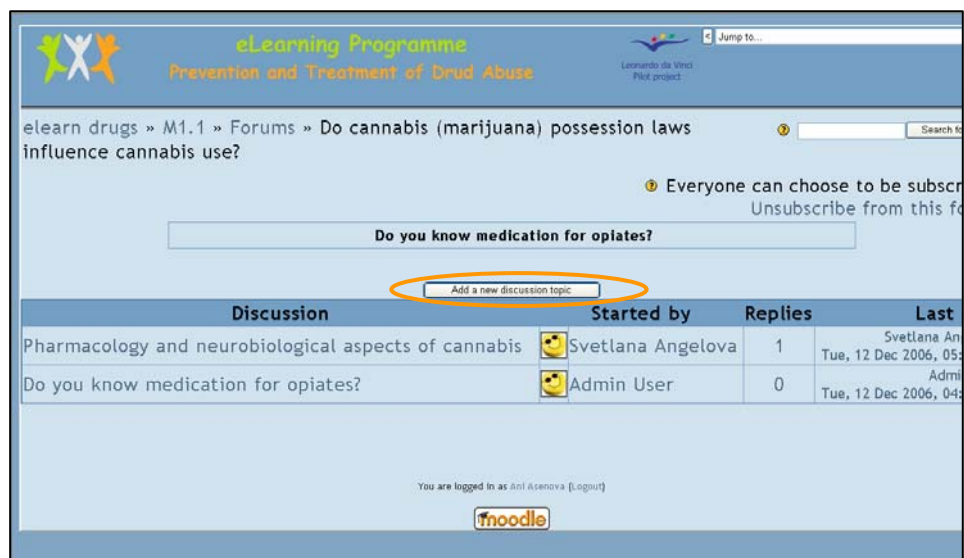 eLearning Programme
Prevention and Treatment of Drud Abuse
Leonardo da Vinci
Pilot project
Jump to...
elearn drugs » M1.1 » Forums » Do cannabis (marijuana) possession laws
influence cannabis use?
Search fo
Everyone can choose to be subscr
Unsubscribe from this fo
Do you know medication for opiates?
Add a new discussion topic
Discussion Started by Replies Last
Pharmacology and neurobiological aspects of cannabis Svetlana Angelova 1 Svetlana An
Tue, 12 Dec 2006, 05:
Do you know medication for opiates? Admin User 0 Admi
Tue, 12 Dec 2006, 04:
You are logged in as Ani Asenova (Logout)
moodle